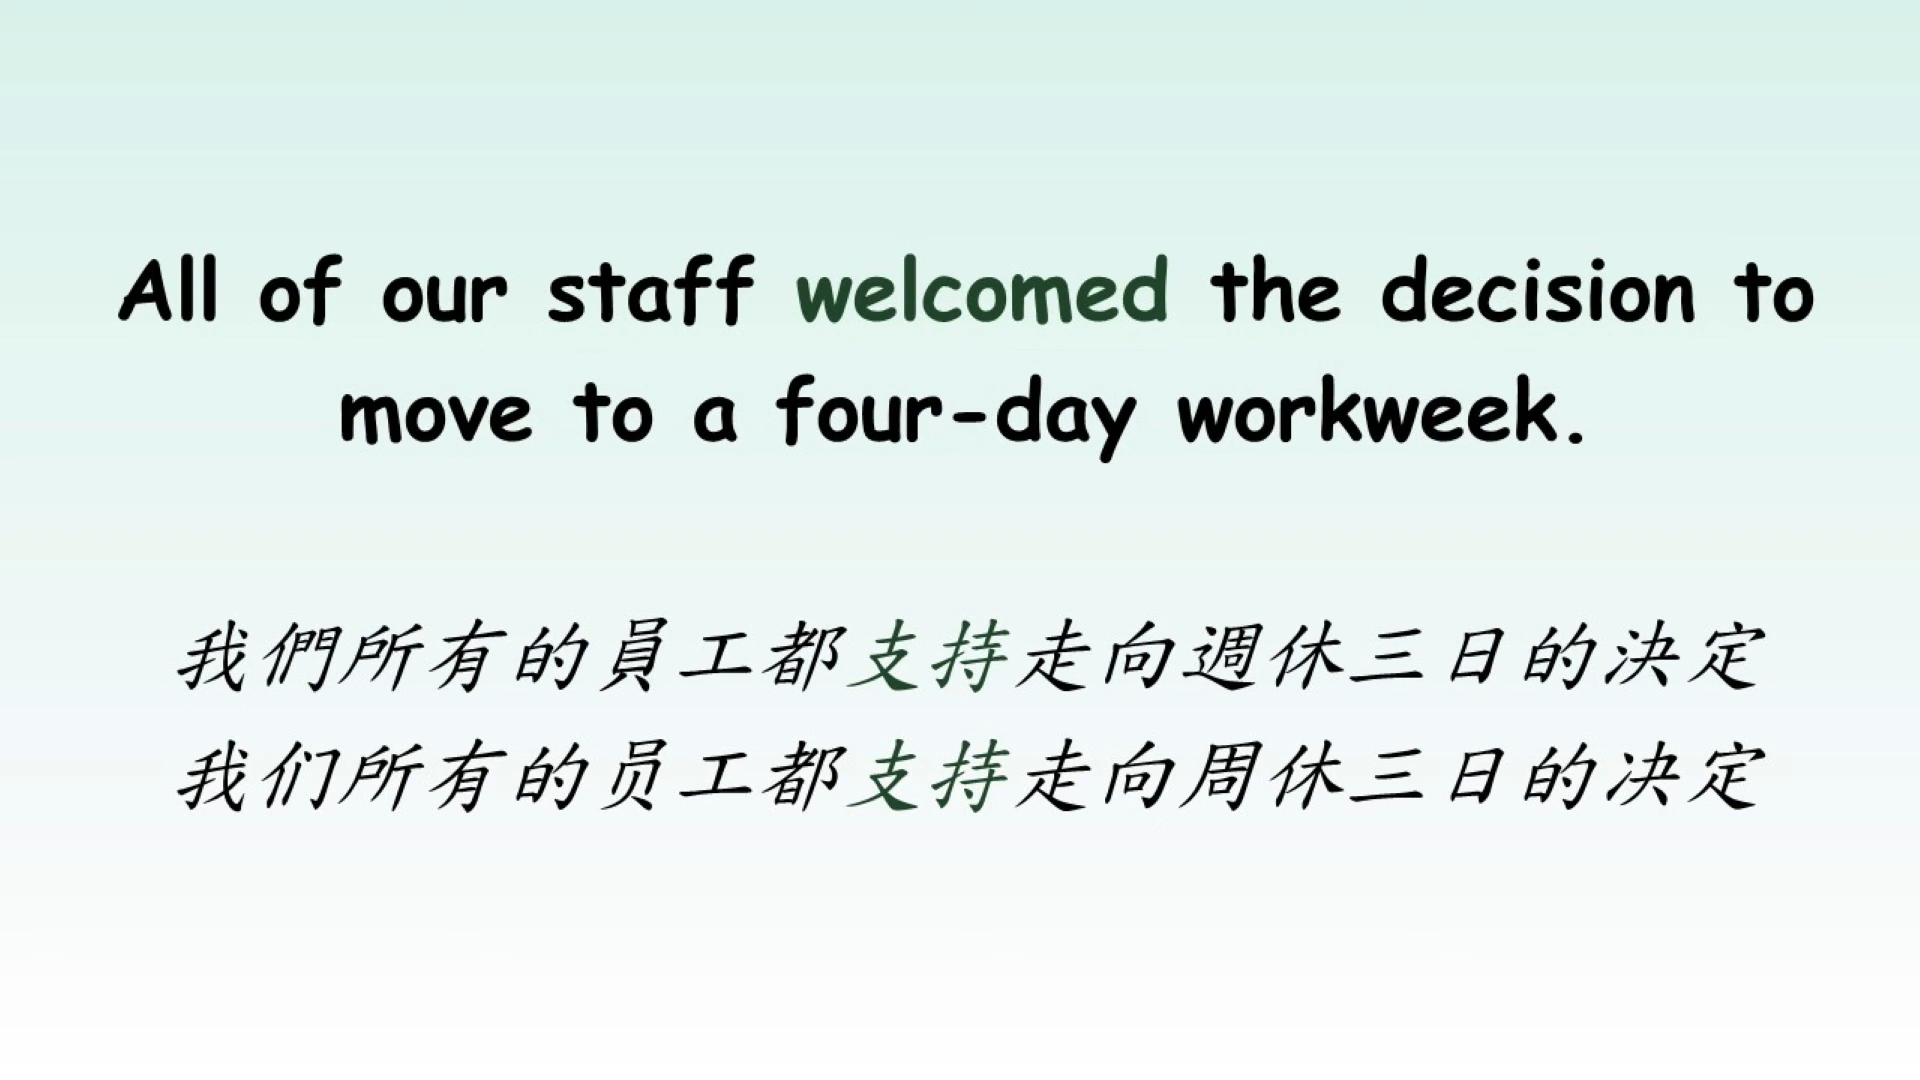 All of our staff welcomed the decision to
move to a four-day workweek.
我們所有的員工都支持走向週休三日的決定
我们所有的员工都支持走向周休三日的决定